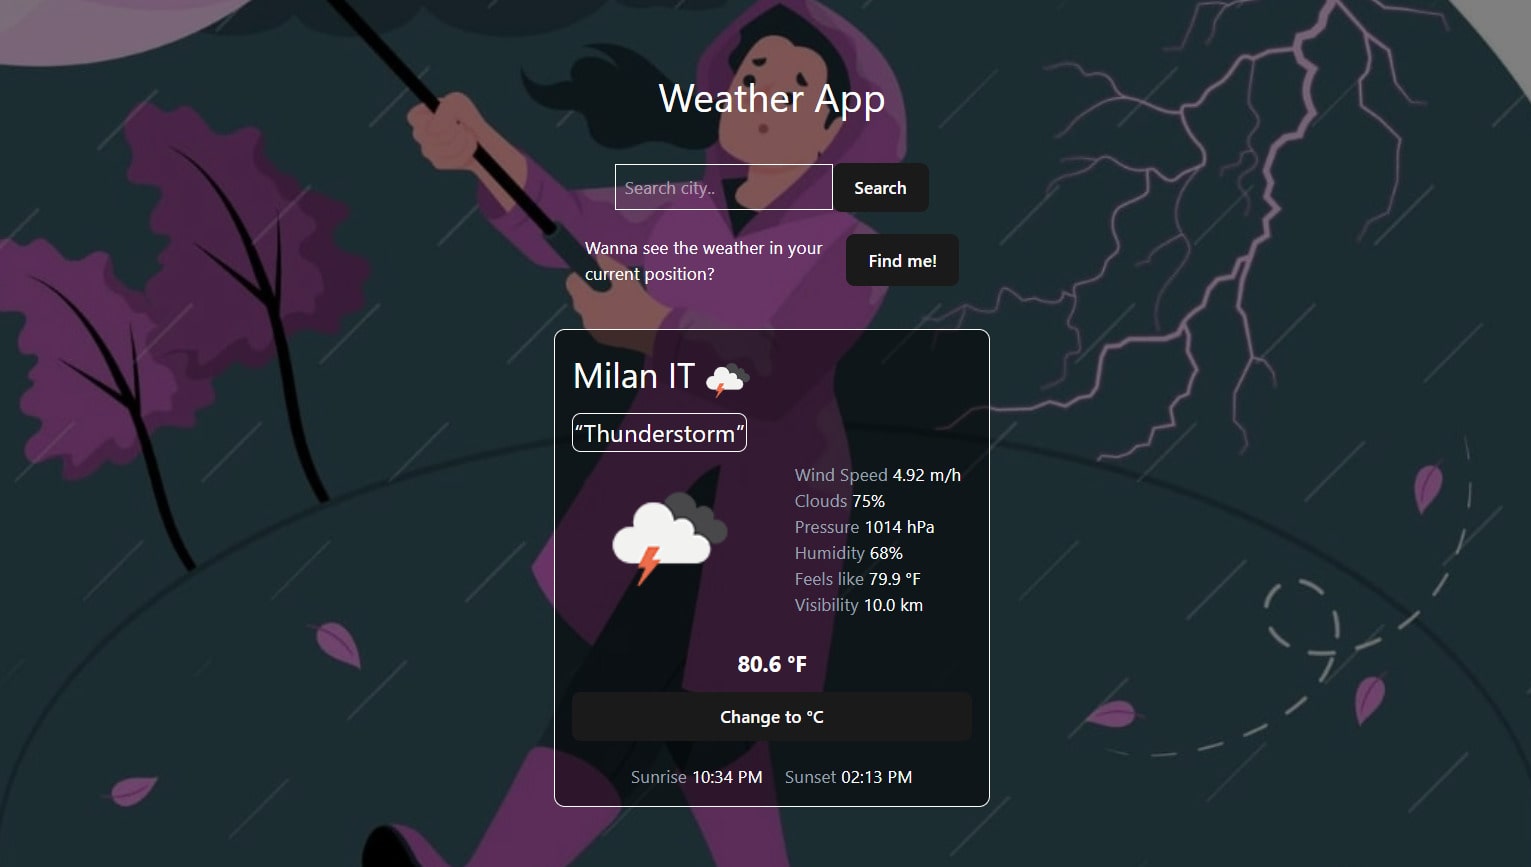 Weather App
Search city..
Search
Wanna see the weather in your
current position?
Find me!
Milan IT
“Thunderstorm”
Wind Speed 4.92 m/h
Clouds 75%
Pressure 1014 hPa
Humidity 68%
Feels like 79.9 °F
Visibility 10.0 km
80.6 °F
Change to °C
Sunrise 10:34 PM Sunset 02:13 PM